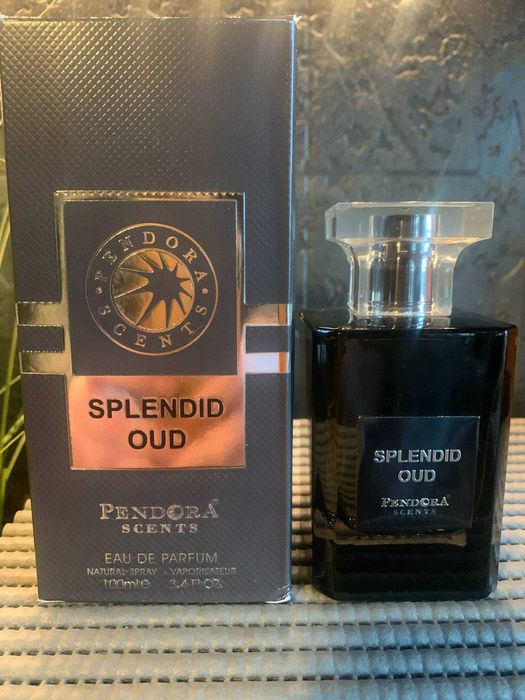 PENDORA
SCENTS
SPLENDID
OUD
PENDORA
SCENTS
EAU DE PARFUM
NATURAL SPRAY - VAPORISATEUR
100ml e 3.4 Fl.OZ.
SPLENDID
OUD
PENDORA
SCENTS